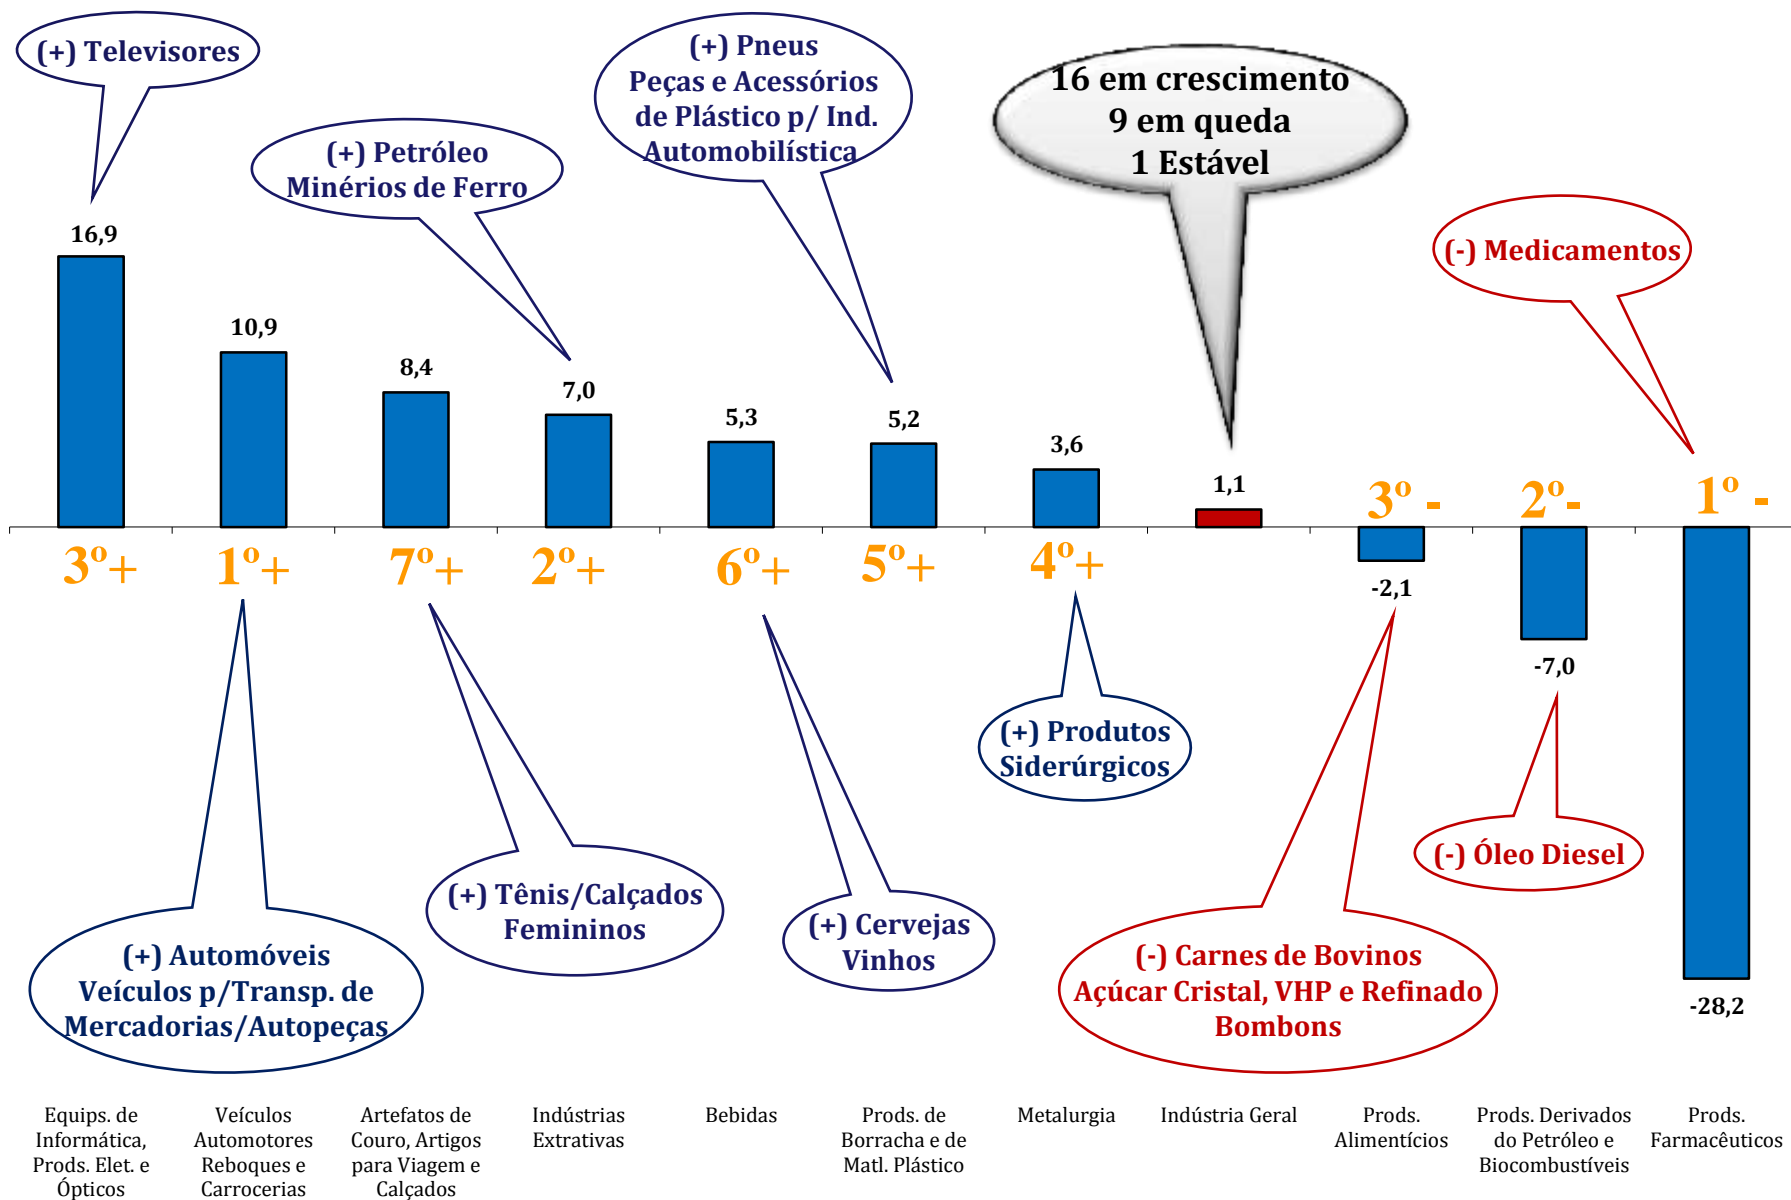 (+) Televisores
(+) Petróleo
Minérios de Ferro
(+) Pneus
Peças e Acessórios
de Plástico p/ Ind.
Automobilística
16 em crescimento
9 em queda
1 Estável
(-) Medicamentos
16,9
10,9
8,4
7,0
5,3
5,2
3,6
1,1
3º -
2º-
1º -
3º+
1º+
7º+
2º+
6º+
5º+
4º+
-2,1
-7,0
-28,2
(+) Produtos
Siderúrgicos
(-) Óleo Diesel
(+) Tênis/Calçados
Femininos
(+) Cervejas
Vinhos
(+) Automóveis
Veículos p/Transp. de
Mercadorias/Autopeças
(-) Carnes de Bovinos
Açúcar Cristal, VHP e Refinado
Bombons
Equips. de
Informática,
Prods. Elet. e
Ópticos
Veículos
Automotores
Reboques e
Carrocerias
Artefatos de
Couro, Artigos
para Viagem e
Calçados
Indústrias
Extrativas
Bebidas
Prods. de
Borracha e de
Matl. Plástico
Metalurgia
Indústria Geral
Prods.
Alimentícios
Prods. Derivados
do Petróleo e
Biocombustíveis
Prods.
Farmacêuticos